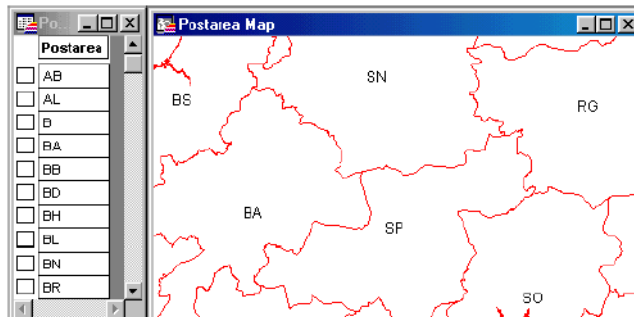 Po...
Postarea
AB
AL
B
BA
BB
BD
BH
BL
BN
BR
Postarea Map
SN
BS
RG
BA
SP
SO